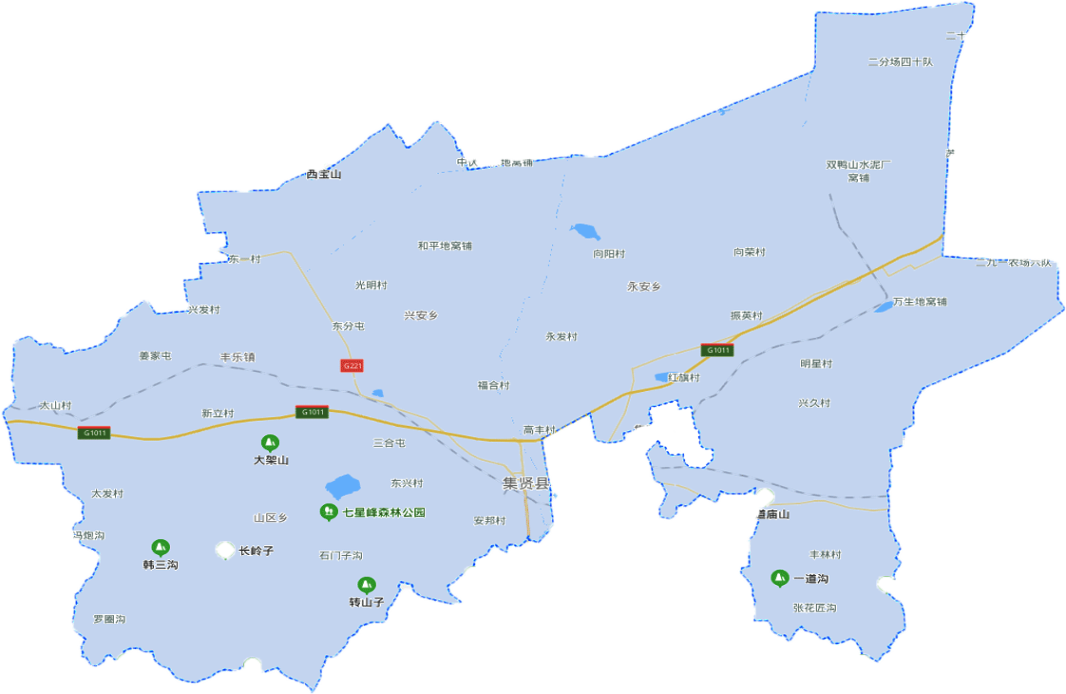 二十
二分场四十队
双鸭山水泥厂
窝铺
西宝山
和平地窝铺
向阳村
向荣村
东一村
二九一农场六队
光明村
永安乡
兴发村
万生地窝铺
兴安乡
振英村
东分屯
永发村
姜家屯
丰乐镇
G221
G1011
明星村
红旗村
福合村
太山村
新立村
G1011
兴久村
G1011
高丰村
三合屯
大架山
东兴村
集贤县
太发村
七星峰森林公园
山区乡
安邦村
庙山
马炮沟
韩三沟
长岭子
石门子沟
丰林村
一道沟
转山子
张花匠沟
罗圈沟